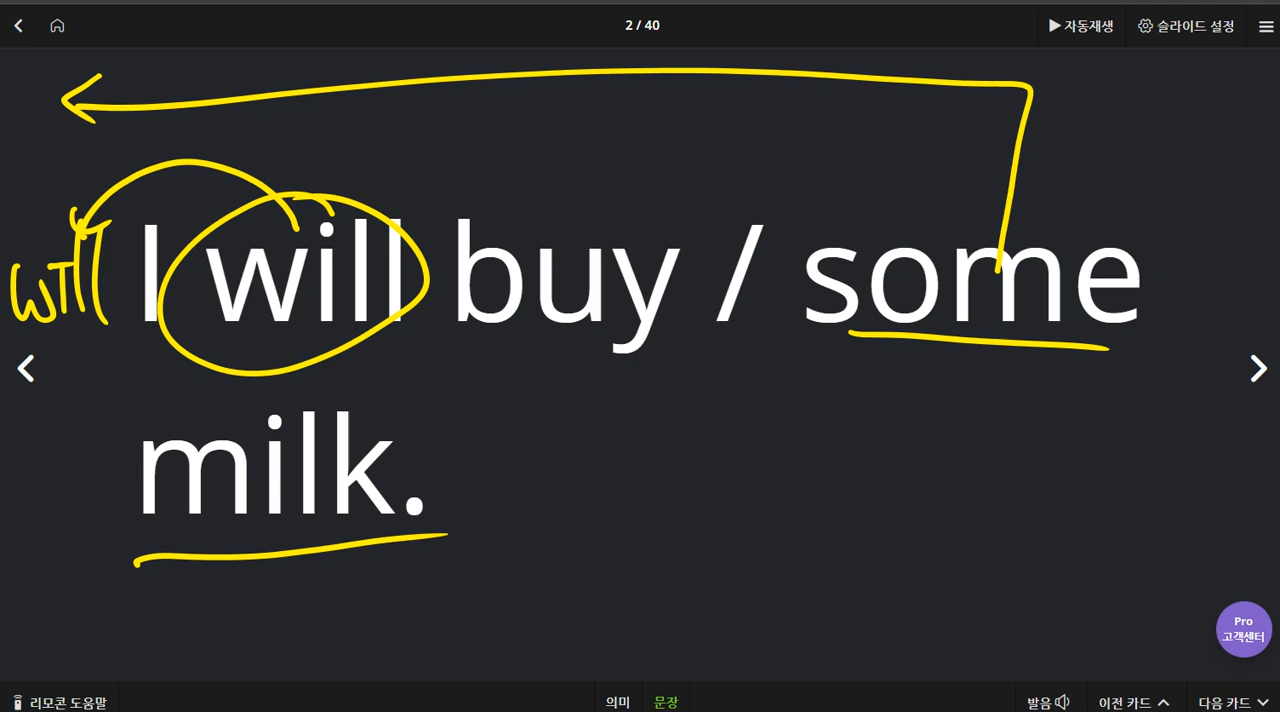 2 / 40
자동재생
슬라이드 설정
will
I will buy / some
milk.
Pro
고객센터
리모콘 도움말
의미
문장
발음
이전 카드
다음 카드